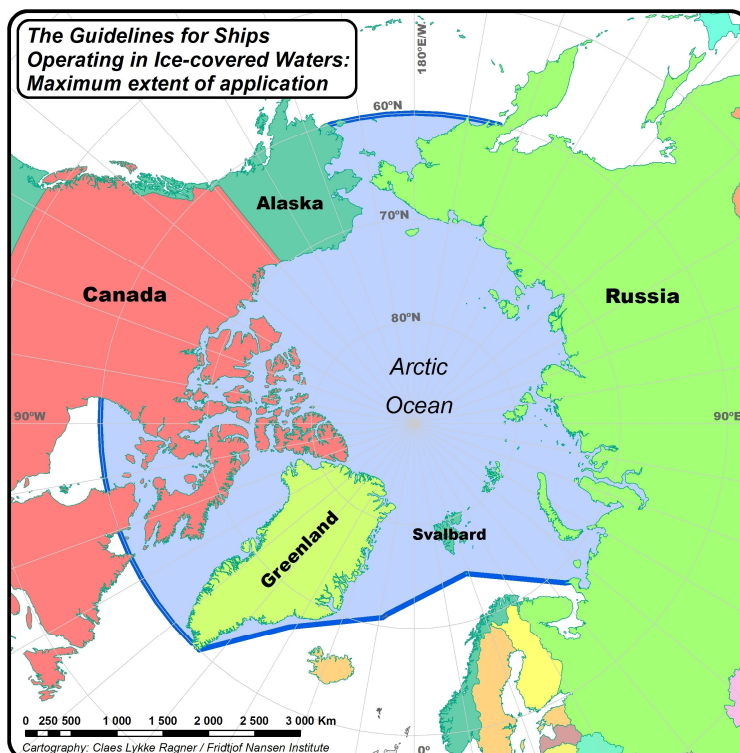 The Guidelines for Ships
Operating in Ice-covered Waters:
Maximum extent of application
180°E/W
60°N
Alaska
70°N
Canada
Russia
80°N
Arctic
Ocean
90°W
90°E
Svalbard
Greenland
0 250 500 1 000 1 500 2 000 2 500 3 000 Km
Cartography: Claes Lykke Ragner / Fridtjof Nansen Institute
0°